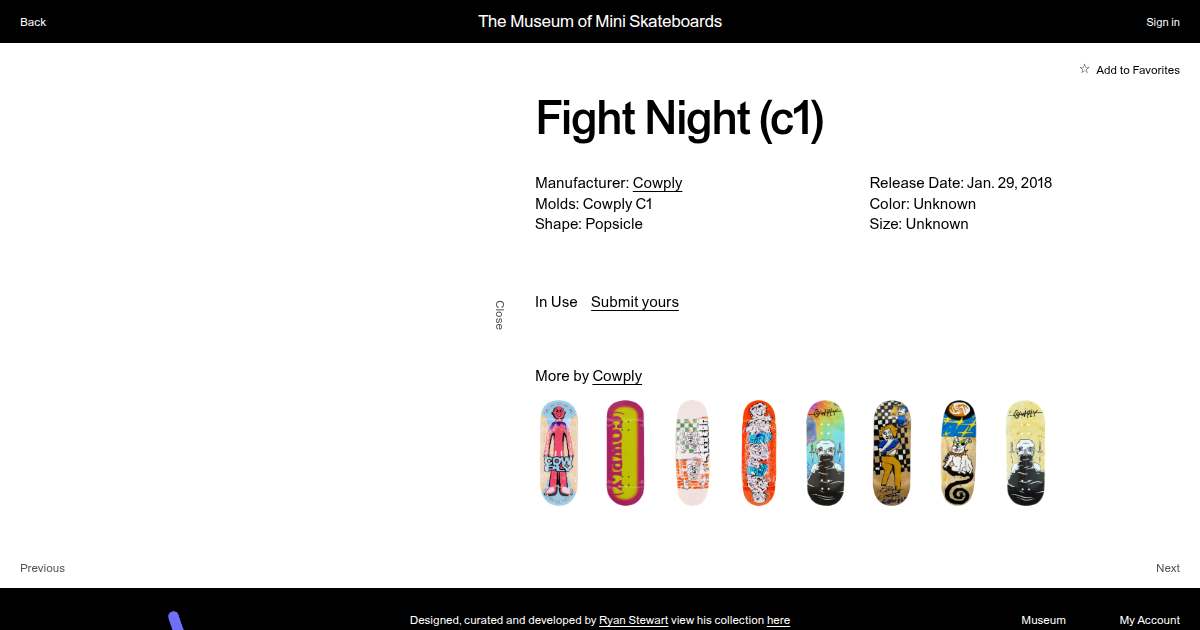 Back
The Museum of Mini Skateboards
Sign in
☆ Add to Favorites
Fight Night (c1)
Manufacturer: Cowply
Molds: Cowply C1
Shape: Popsicle
Release Date: Jan. 29, 2018
Color: Unknown
Size: Unknown
Close
In Use Submit yours
More by Cowply
Previous
Next
Designed, curated and developed by Ryan Stewart view his collection here
Museum
My Account